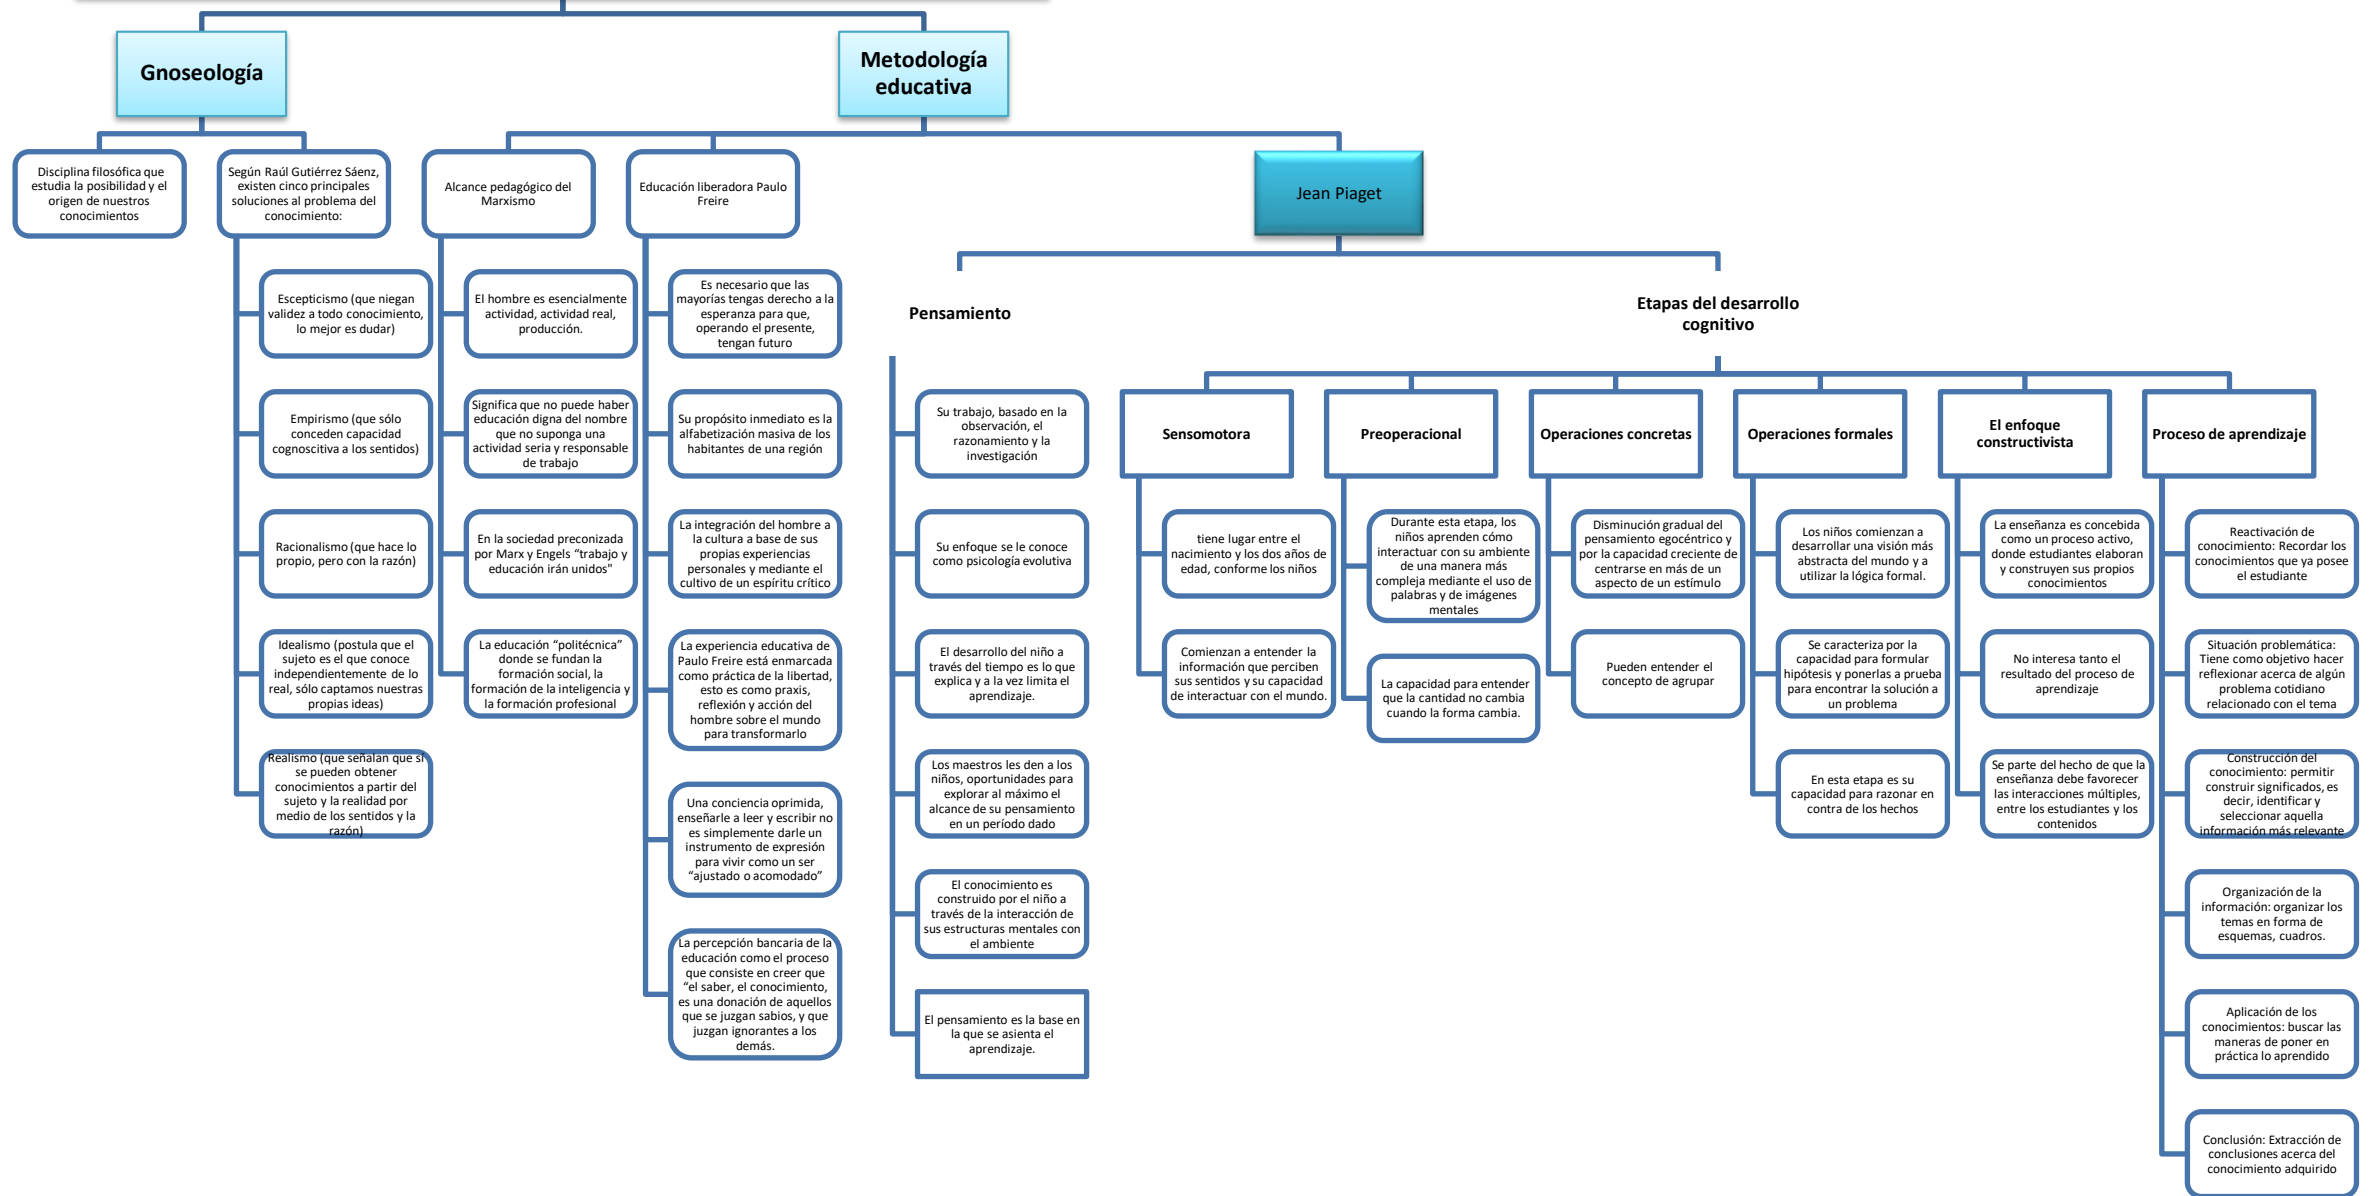 Gnoseología
Metodología
educativa
Disciplina filosófica que
estudia la posibilidad y el
origen de nuestros
conocimientos
Según Raúl Gutiérrez Sáenz,
existen cinco principales
soluciones al problema del
conocimiento:
Escepticismo (que niegan
validez a todo conocimiento,
lo mejor es dudar)
Empirismo (que sólo
conceden capacidad
cognoscitiva a los sentidos)
Racionalismo (que hace lo
propio, pero con la razón)
Idealismo (postula que el
sujeto es el que conoce
independientemente de lo
real, sólo captamos nuestras
propias ideas)
Realismo (que señalan que sí
se pueden obtener
conocimientos a partir del
sujeto y la realidad por
medio de los sentidos y la
razón)
Alcance pedagógico del
Marxismo
El hombre es esencialmente
actividad, actividad real,
producción.
Significa que no puede haber
educación digna del nombre
que no suponga una
actividad seria y responsable
de trabajo
En la sociedad preconizada
por Marx y Engels “trabajo y
educación irán unidos"
La educación “politécnica”
donde se fundan la
formación social, la
formación de la inteligencia y
la formación profesional
Educación liberadora Paulo
Freire
Es necesario que las
mayorías tengas derecho a la
esperanza para que,
operando el presente,
tengan futuro
Su propósito inmediato es la
alfabetización masiva de los
habitantes de una región
La integración del hombre a
la cultura a base de sus
propias experiencias
personales y mediante el
cultivo de un espíritu crítico
La experiencia educativa de
Paulo Freire está enmarcada
como práctica de la libertad,
esto es como praxis,
reflexión y acción del
hombre sobre el mundo
para transformarlo
Una conciencia oprimida,
enseñarle a leer y escribir no
es simplemente darle un
instrumento de expresión
para vivir como un ser
“ajustado o acomodado”
La percepción bancaria de la
educación como el proceso
que consiste en creer que
“el saber, el conocimiento,
es una donación de aquellos
que se juzgan sabios, y que
juzgan ignorantes a los
demás.
Jean Piaget
Pensamiento
Su trabajo, basado en la
observación, el
razonamiento y la
investigación
Su enfoque se le conoce
como psicología evolutiva
El desarrollo del niño a
través del tiempo es lo que
explica y a la vez limita el
aprendizaje.
Los maestros les den a los
niños, oportunidades para
explorar al máximo el
alcance de su pensamiento
en un período dado
El conocimiento es
construido por el niño a
través de la interacción de
sus estructuras mentales con
el ambiente
El pensamiento es la base en
la que se asienta el
aprendizaje.
Etapas del desarrollo
cognitivo
Sensomotora
tiene lugar entre el
nacimiento y los dos años de
edad, conforme los niños
Comienzan a entender la
información que perciben
sus sentidos y su capacidad
de interactuar con el mundo.
Preoperacional
Durante esta etapa, los
niños aprenden cómo
interactuar con su ambiente
de una manera más
compleja mediante el uso de
palabras y de imágenes
mentales
La capacidad para entender
que la cantidad no cambia
cuando la forma cambia.
Operaciones concretas
Disminución gradual del
pensamiento egocéntrico y
por la capacidad creciente de
centrarse en más de un
aspecto de un estímulo
Pueden entender el
concepto de agrupar
Operaciones formales
Los niños comienzan a
desarrollar una visión más
abstracta del mundo y a
utilizar la lógica formal.
Se caracteriza por la
capacidad para formular
hipótesis y ponerlas a prueba
para encontrar la solución a
un problema
En esta etapa es su
capacidad para razonar en
contra de los hechos
El enfoque
constructivista
La enseñanza es concebida
como un proceso activo,
donde estudiantes elaboran
y construyen sus propios
conocimientos
No interesa tanto el
resultado del proceso de
aprendizaje
Se parte del hecho de que la
enseñanza debe favorecer
las interacciones múltiples,
entre los estudiantes y los
contenidos
Proceso de aprendizaje
Reactivación de
conocimiento: Recordar los
conocimientos que ya posee
el estudiante
Situación problemática:
Tiene como objetivo hacer
reflexionar acerca de algún
problema cotidiano
relacionado con el tema
Construcción del
conocimiento: permitir
construir significados, es
decir, identificar y
seleccionar aquella
información más relevante
Organización de la
información: organizar los
temas en forma de
esquemas, cuadros.
Aplicación de los
conocimientos: buscar las
maneras de poner en
práctica lo aprendido
Conclusión: Extracción de
conclusiones acerca del
conocimiento adquirido